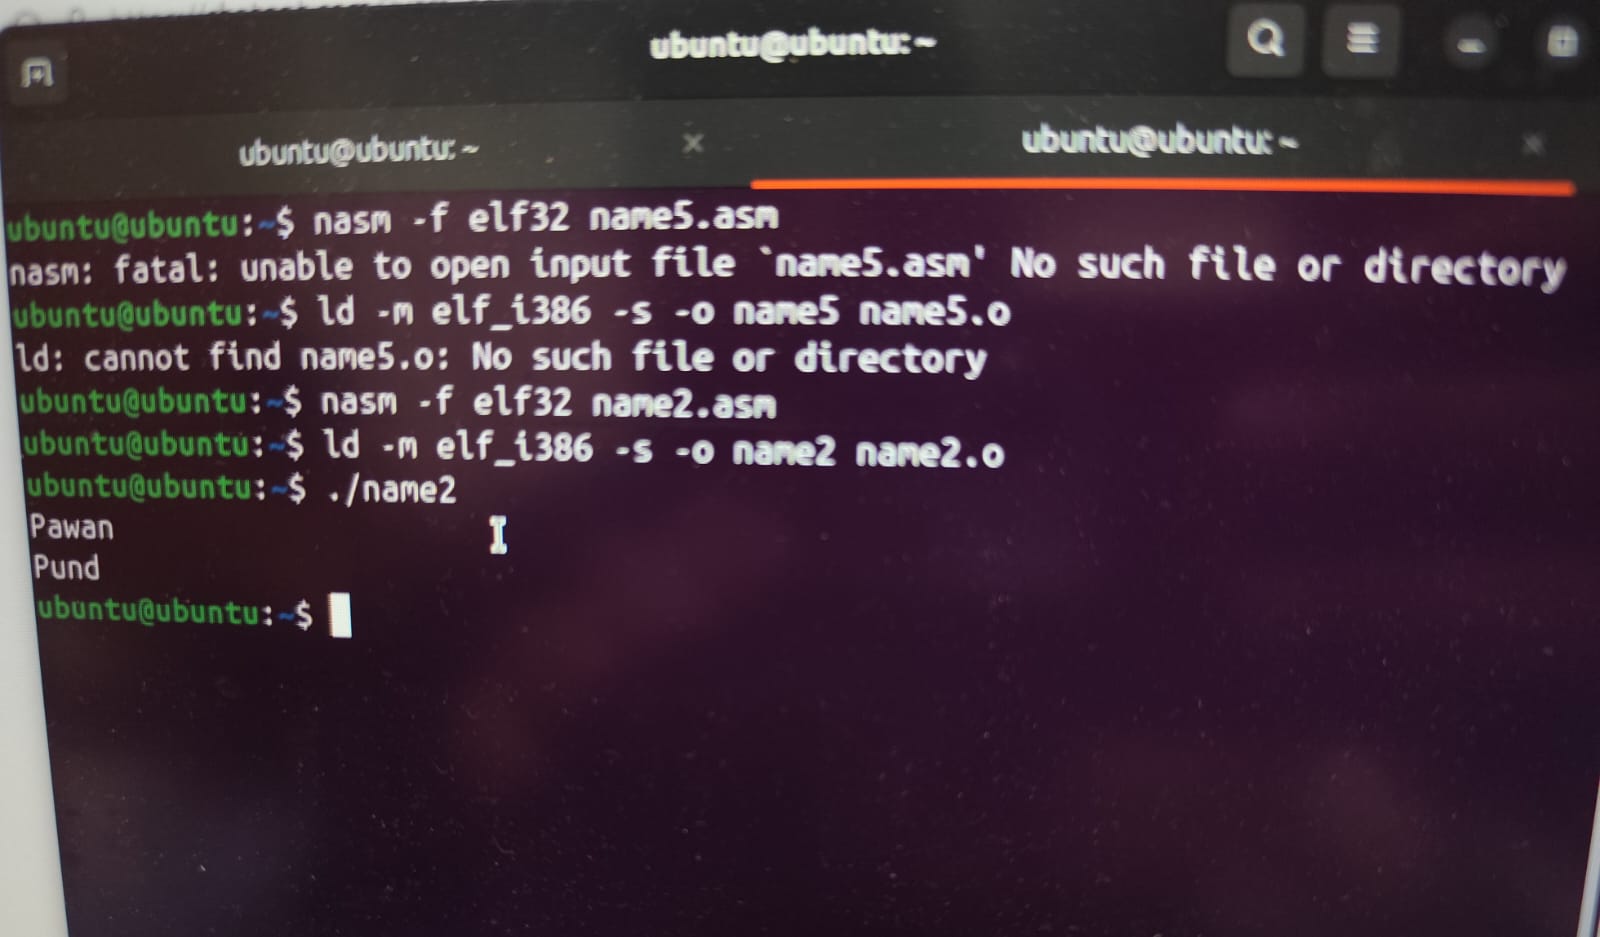 ubuntu@ubuntu: ~
ubuntu@ubuntu: ~
ubuntu@ubuntu: ~
ubuntu@ubuntu:~$ nasm -f elf32 name5.asm
nasm: fatal: unable to open input file `name5.asm' No such file or directory
ubuntu@ubuntu:~$ ld -m elf_i386 -s -o name5 name5.o
ld: cannot find name5.o: No such file or directory
ubuntu@ubuntu:~$ nasm -f elf32 name2.asm
ubuntu@ubuntu:~$ ld -m elf_i386 -s -o name2 name2.o
ubuntu@ubuntu:~$ ./name2
Pawan
Pund
ubuntu@ubuntu:~$